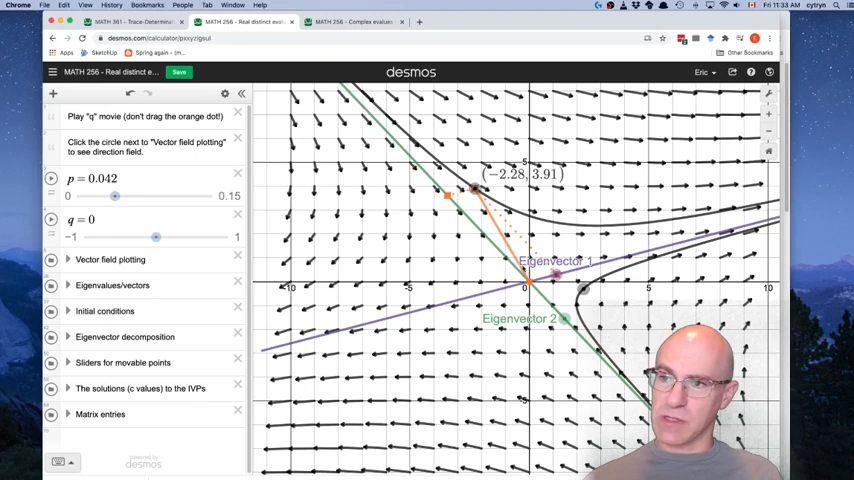 Chrome File Edit View History Bookmarks People Tab Window Help
Fri 11:33 AM cytryn
MATH 361 - Trace-Determinan
MATH 256 - Real distinct eval
MATH 256 - Complex evalues
desmos.com/calculator/pxxyzigsul
Apps SketchUp Spring again - (m...
Other Bookmarks
MATH 256 - Real distinct e...
Save
desmos
Eric
Play "q" movie (don't drag the orange dot!)
Click the circle next to "Vector field plotting"
to see direction field.
p = 0.042
0 0.15
q = 0
-1 1
Vector field plotting
Eigenvalues/vectors
Initial conditions
Eigenvector decomposition
Sliders for movable points
The solutions (c values) to the IVPs
Matrix entries
powered by
desmos
5
(−2.28, 3.91)
Eigenvector 1
-10 -5 0 5 10
Eigenvector 2
-5